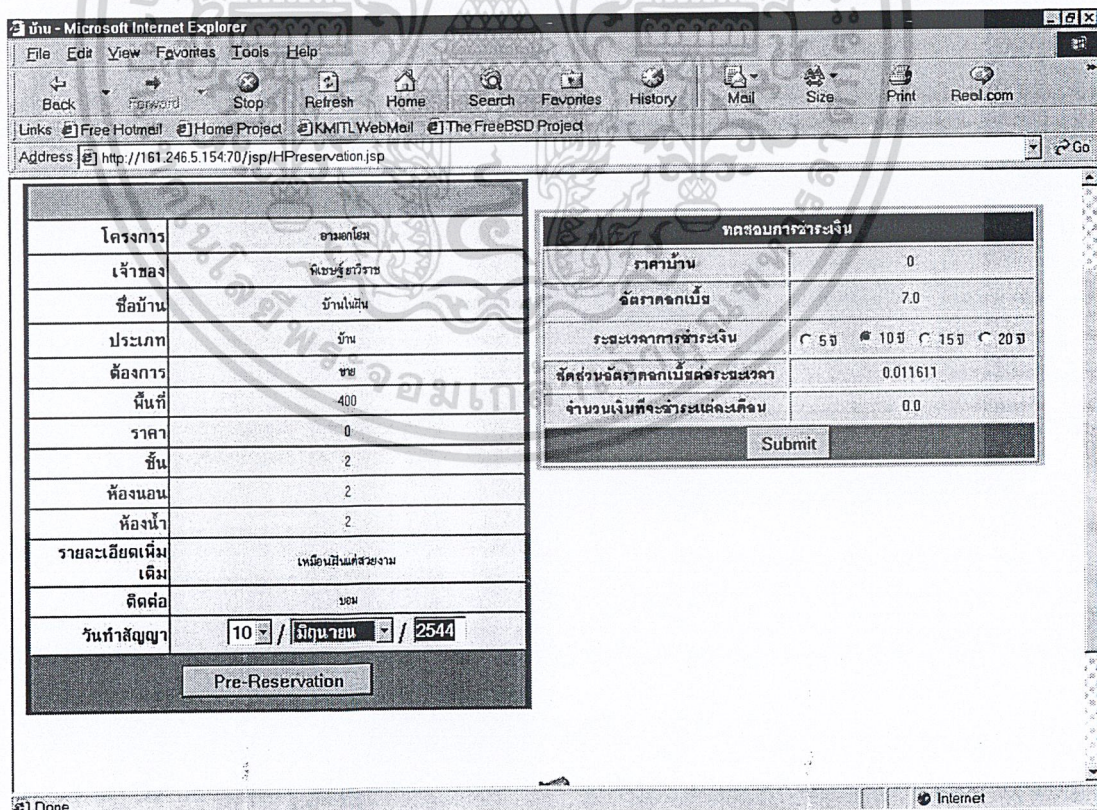 บ้าน - Microsoft Internet Explorer
File Edit View Favorites Tools Help
Back Forward Stop Refresh Home Search Favorites History Mail Size Print Real.com
Links Free Hotmail Home Project KMITL WebMail The FreeBSD Project
Address http://161.246.5.154:70/jsp/HPreservation.jsp Go
โครงการ อามอกโฮม
เจ้าของ พิเชษฐ์ ยาวิราช
ชื่อบ้าน บ้านในฝัน
ประเภท บ้าน
ต้องการ ขาย
พื้นที่ 400
ราคา 0
ชั้น 2
ห้องนอน 2
ห้องน้ำ 2
รายละเอียดเพิ่มเติม เหมือนฝันแต่สวยงาม
ติดต่อ บอม
วันทำสัญญา 10 / มิถุนายน / 2544
Pre-Reservation
ทดสอบการชำระเงิน
ราคาบ้าน 0
อัตราดอกเบี้ย 7.0
ระยะเวลาการชำระเงิน 5 ปี 10 ปี 15 ปี 20 ปี
สัดส่วนอัตราดอกเบี้ยต่อระยะเวลา 0.011611
จำนวนเงินที่จะชำระแต่ละเดือน 0.0
Submit
Done Internet